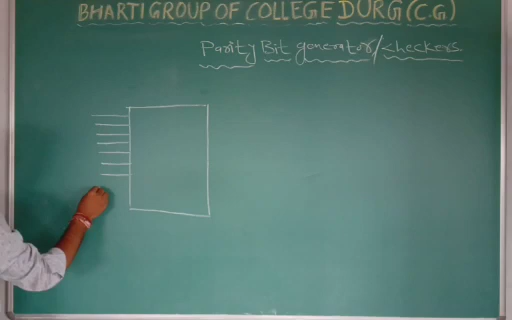 BHARTI GROUP OF COLLEGE DURG (C.G)
Parity Bit generator/checkers